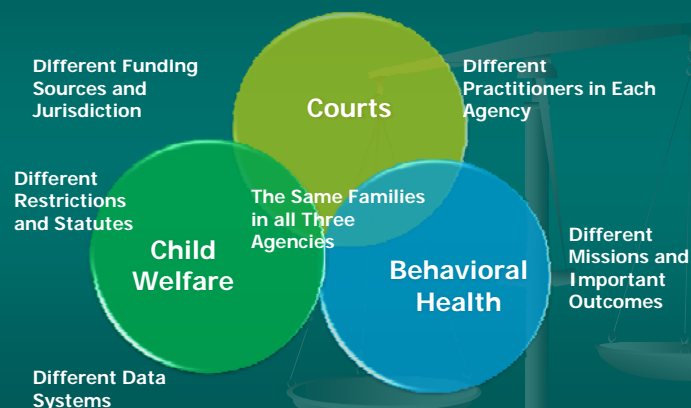 Different Funding
Sources and
Jurisdiction
Courts
Different
Practitioners in Each
Agency
Different
Restrictions
and Statutes
The Same Families
in all Three
Agencies
Child
Welfare
Behavioral
Health
Different
Missions and
Important
Outcomes
Different Data
Systems